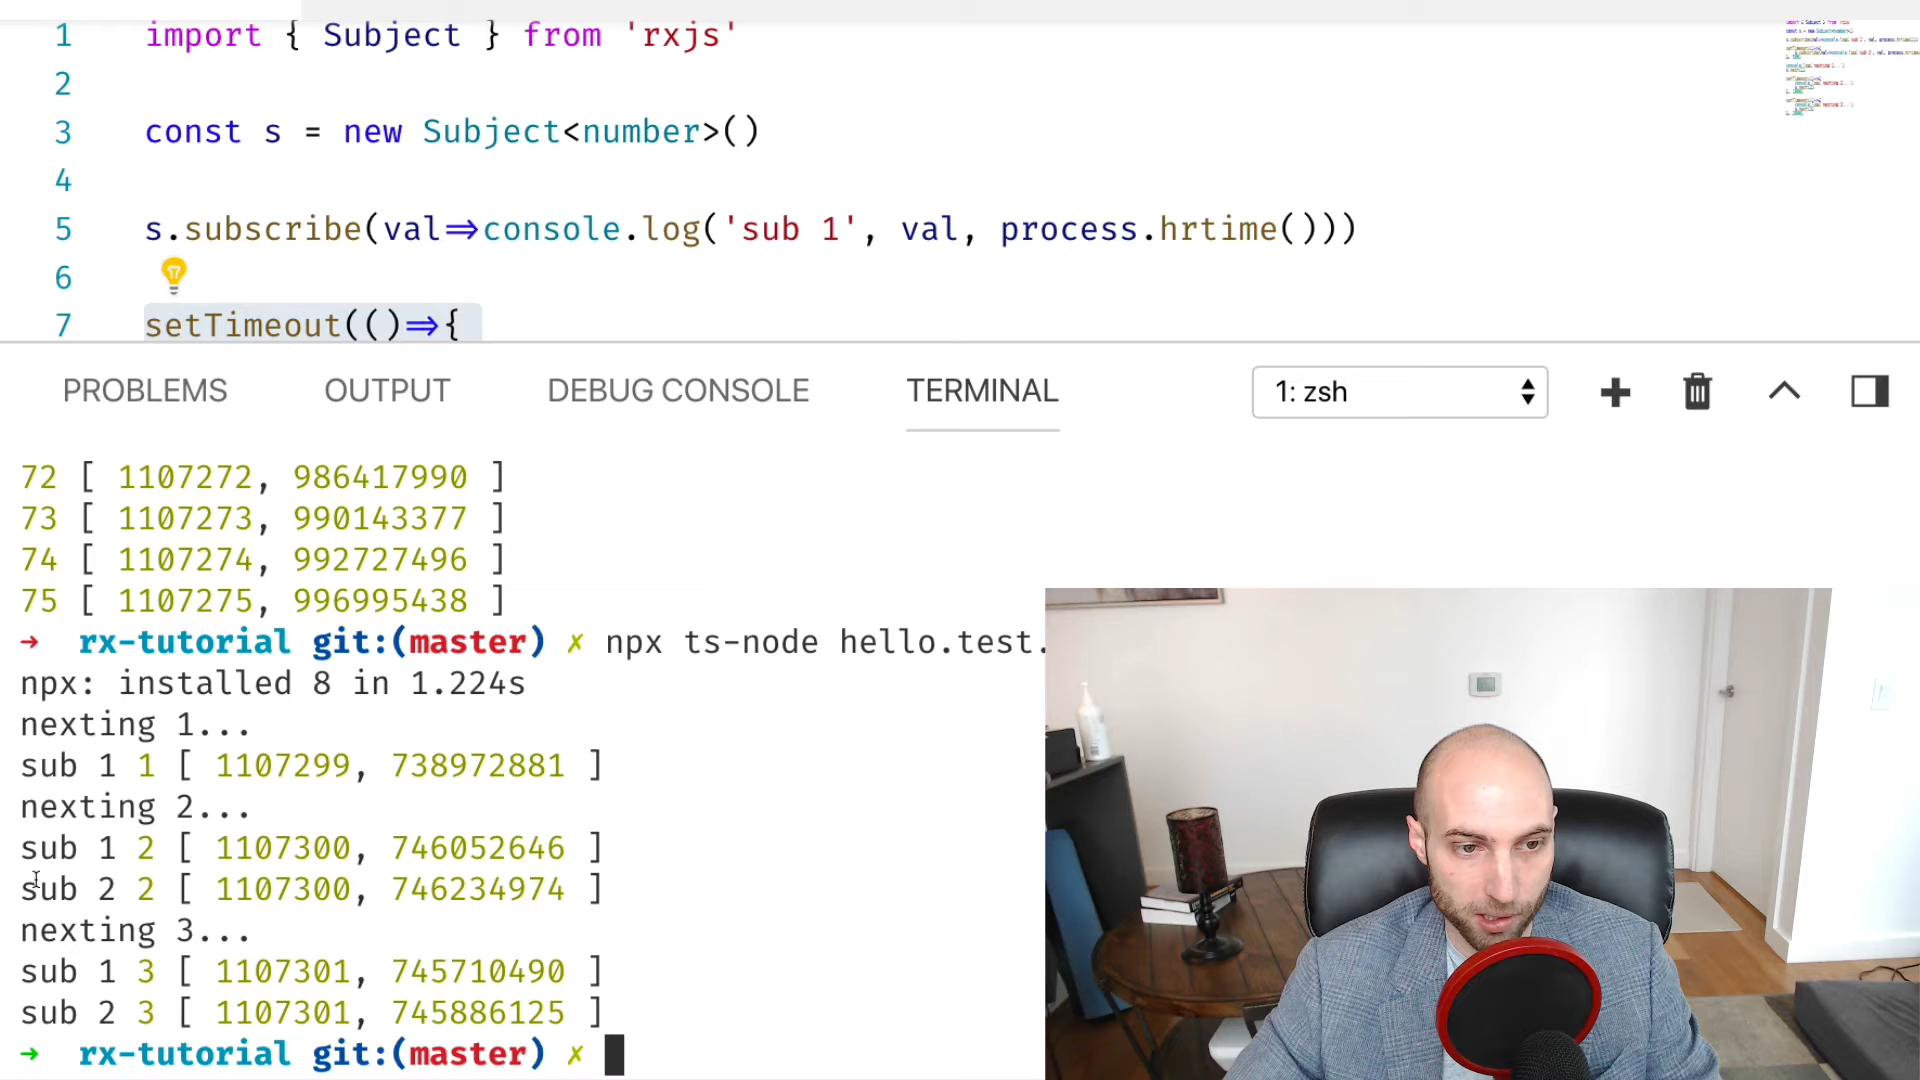 1 import { Subject } from 'rxjs'
2
3 const s = new Subject<number>()
4
5 s.subscribe(val⇒console.log('sub 1', val, process.hrtime()))
6
7 setTimeout(()⇒{
PROBLEMS OUTPUT DEBUG CONSOLE TERMINAL 1: zsh
72 [ 1107272, 986417990 ]
73 [ 1107273, 990143377 ]
74 [ 1107274, 992727496 ]
75 [ 1107275, 996995438 ]
→ rx-tutorial git:(master) ✗ npx ts-node hello.test.
npx: installed 8 in 1.224s
nexting 1...
sub 1 1 [ 1107299, 738972881 ]
nexting 2...
sub 1 2 [ 1107300, 746052646 ]
sub 2 2 [ 1107300, 746234974 ]
nexting 3...
sub 1 3 [ 1107301, 745710490 ]
sub 2 3 [ 1107301, 745886125 ]
→ rx-tutorial git:(master) ✗